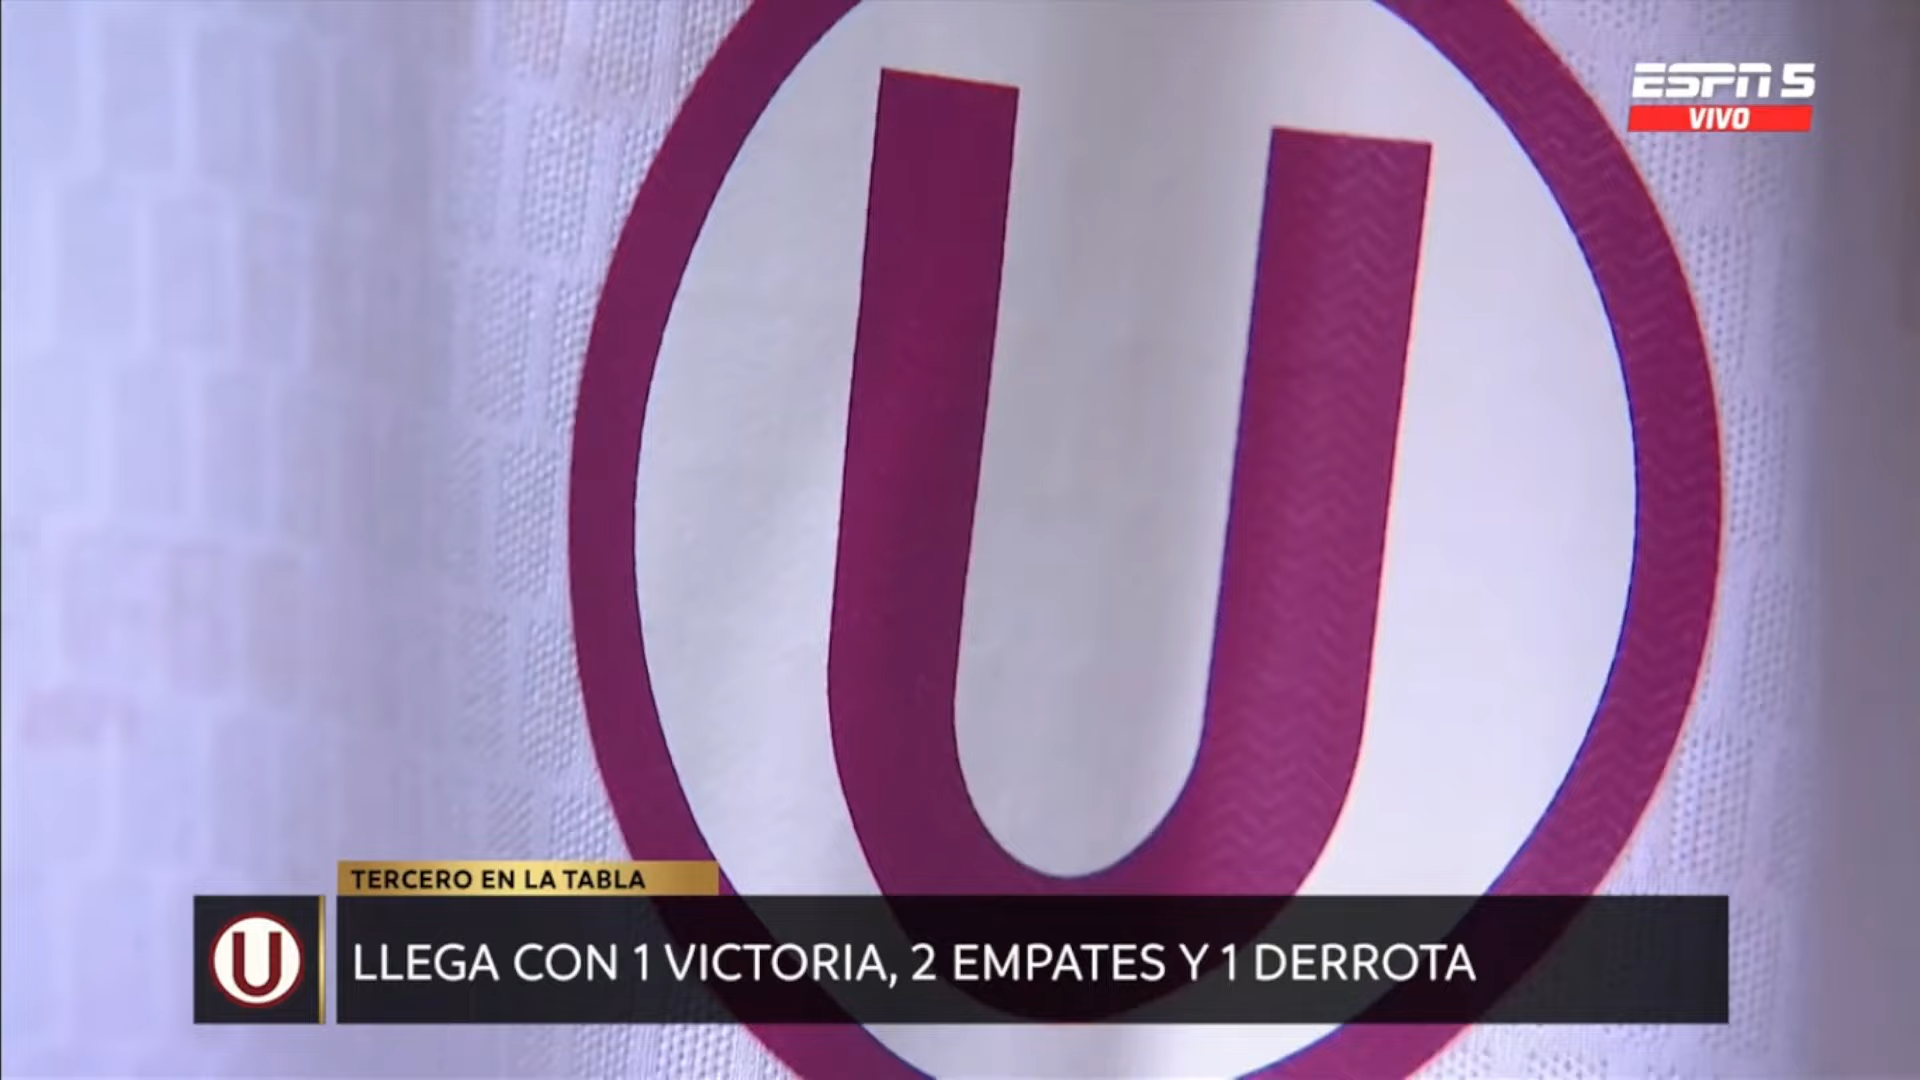 ESPN 5
VIVO
U
TERCERO EN LA TABLA
U
LLEGA CON 1 VICTORIA, 2 EMPATES Y 1 DERROTA